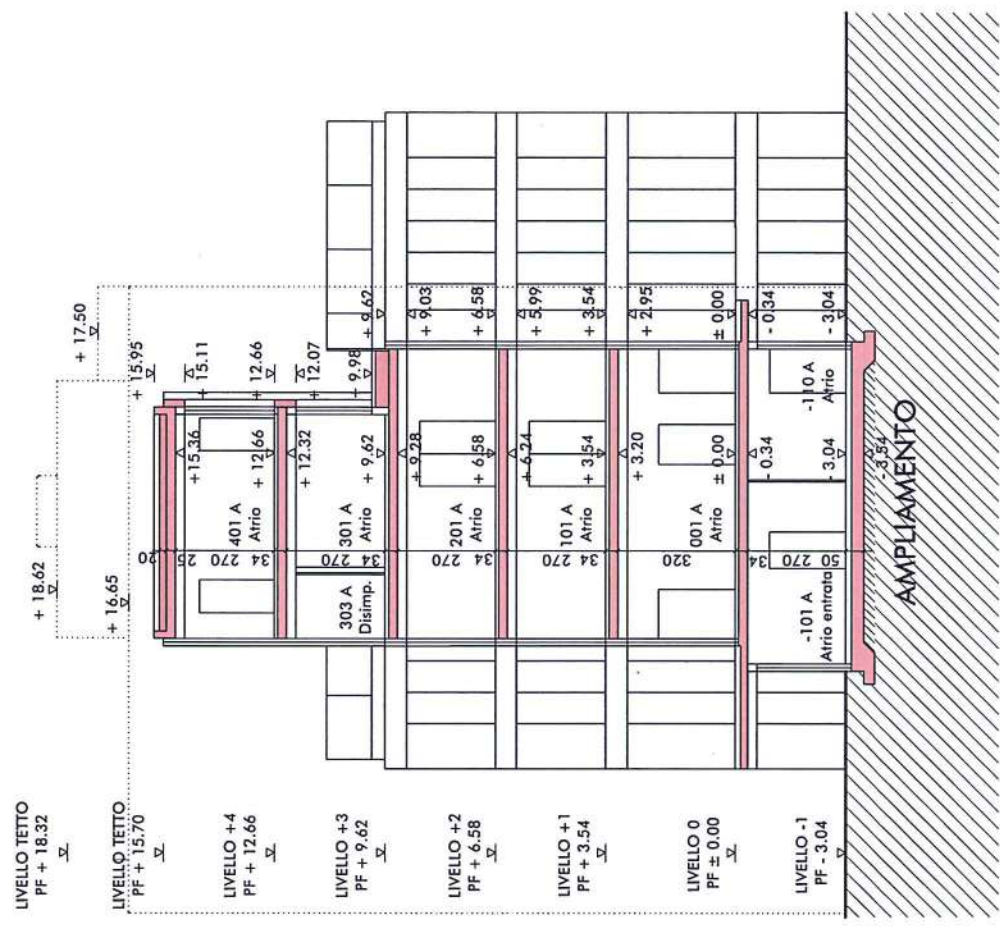 LIVELLO TETTO
PF + 18.32
LIVELLO TETTO
PF + 15.70
LIVELLO +4
PF + 12.66
LIVELLO +3
PF + 9.62
LIVELLO +2
PF + 6.58
LIVELLO +1
PF + 3.54
LIVELLO 0
PF ± 0.00
LIVELLO -1
PF - 3.04
+ 18.62
+ 16.65
20
25
34 270
34 270
34 270
34 270
320
34
50 270
303 A
Disimp.
-101 A
Atrio entrata
401 A
Atrio
301 A
Atrio
201 A
Atrio
101 A
Atrio
001 A
Atrio
-110 A
Atrio
+15.36
+ 12.66
+ 12.32
+ 9.62
+ 9.28
+ 6.58
+ 6.24
+ 3.54
+ 3.20
± 0.00
- 0.34
- 3.04
- 3.54
+ 17.50
+ 15.95
+ 15.11
12.66
+ 12.07
+ 9.98
+ 9.62
+ 9.03
+ 6.58
+ 5.99
+ 3.54
+ 2.95
± 0.00
- 0.34
- 3.04
AMPLIAMENTO